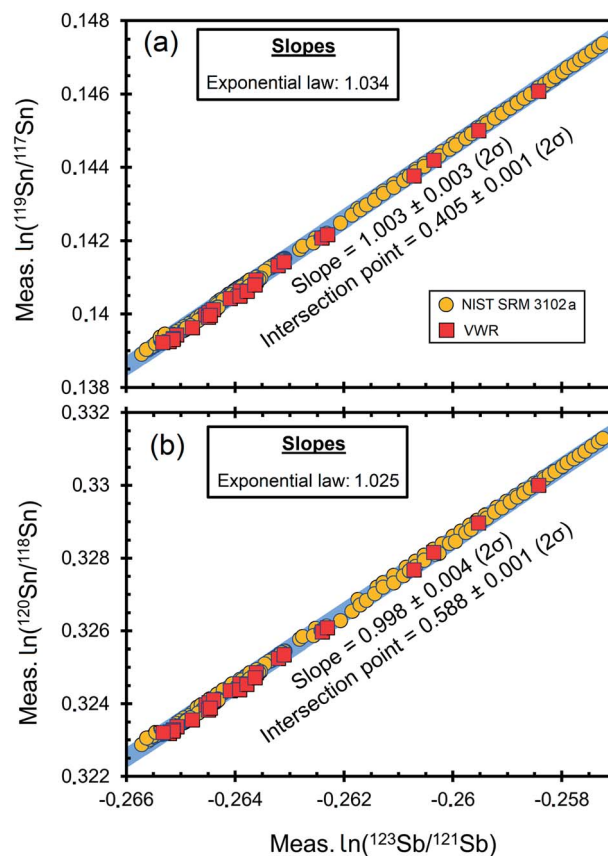 (a)
Slopes
Exponential law: 1.034
0.148
0.146
0.144
0.142
0.14
0.138
Meas. ln(¹¹⁹Sn/¹¹⁷Sn)
Slope = 1.003 ± 0.003 (2σ)
Intersection point = 0.405 ± 0.001 (2σ)
NIST SRM 3102a
VWR
(b)
Slopes
Exponential law: 1.025
0.332
0.33
0.328
0.326
0.324
0.322
Meas. ln(¹²⁰Sn/¹¹⁸Sn)
Slope = 0.998 ± 0.004 (2σ)
Intersection point = 0.588 ± 0.001 (2σ)
-0.266 -0.264 -0.262 -0.26 -0.258
Meas. ln(¹²³Sb/¹²¹Sb)